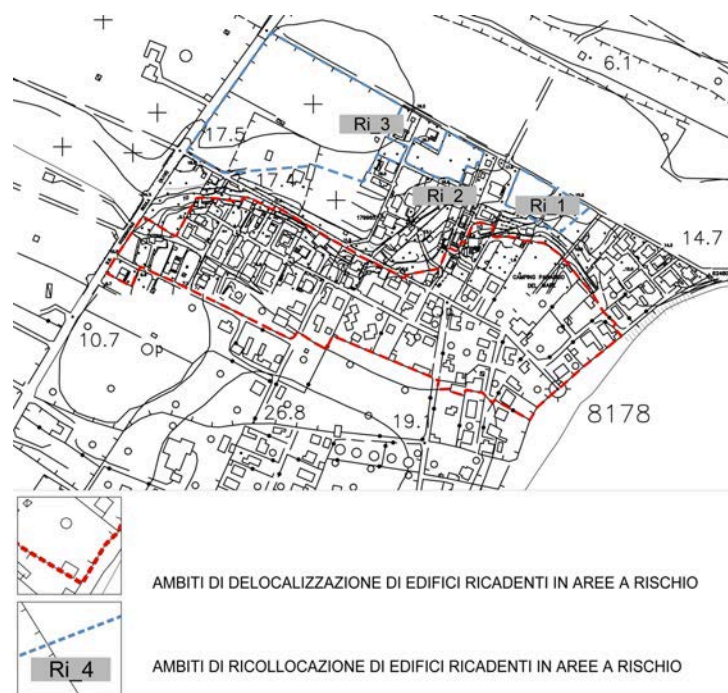 6.1
Ri_3
17.5
Ri_2
Ri_1
17.4
14.7
CAMPING PARADISO
DEL MARE
10.7
Op
26.8
19.
8178
AMBITI DI DELOCALIZZAZIONE DI EDIFICI RICADENTI IN AREE A RISCHIO
Ri_4
AMBITI DI RICOLLOCAZIONE DI EDIFICI RICADENTI IN AREE A RISCHIO